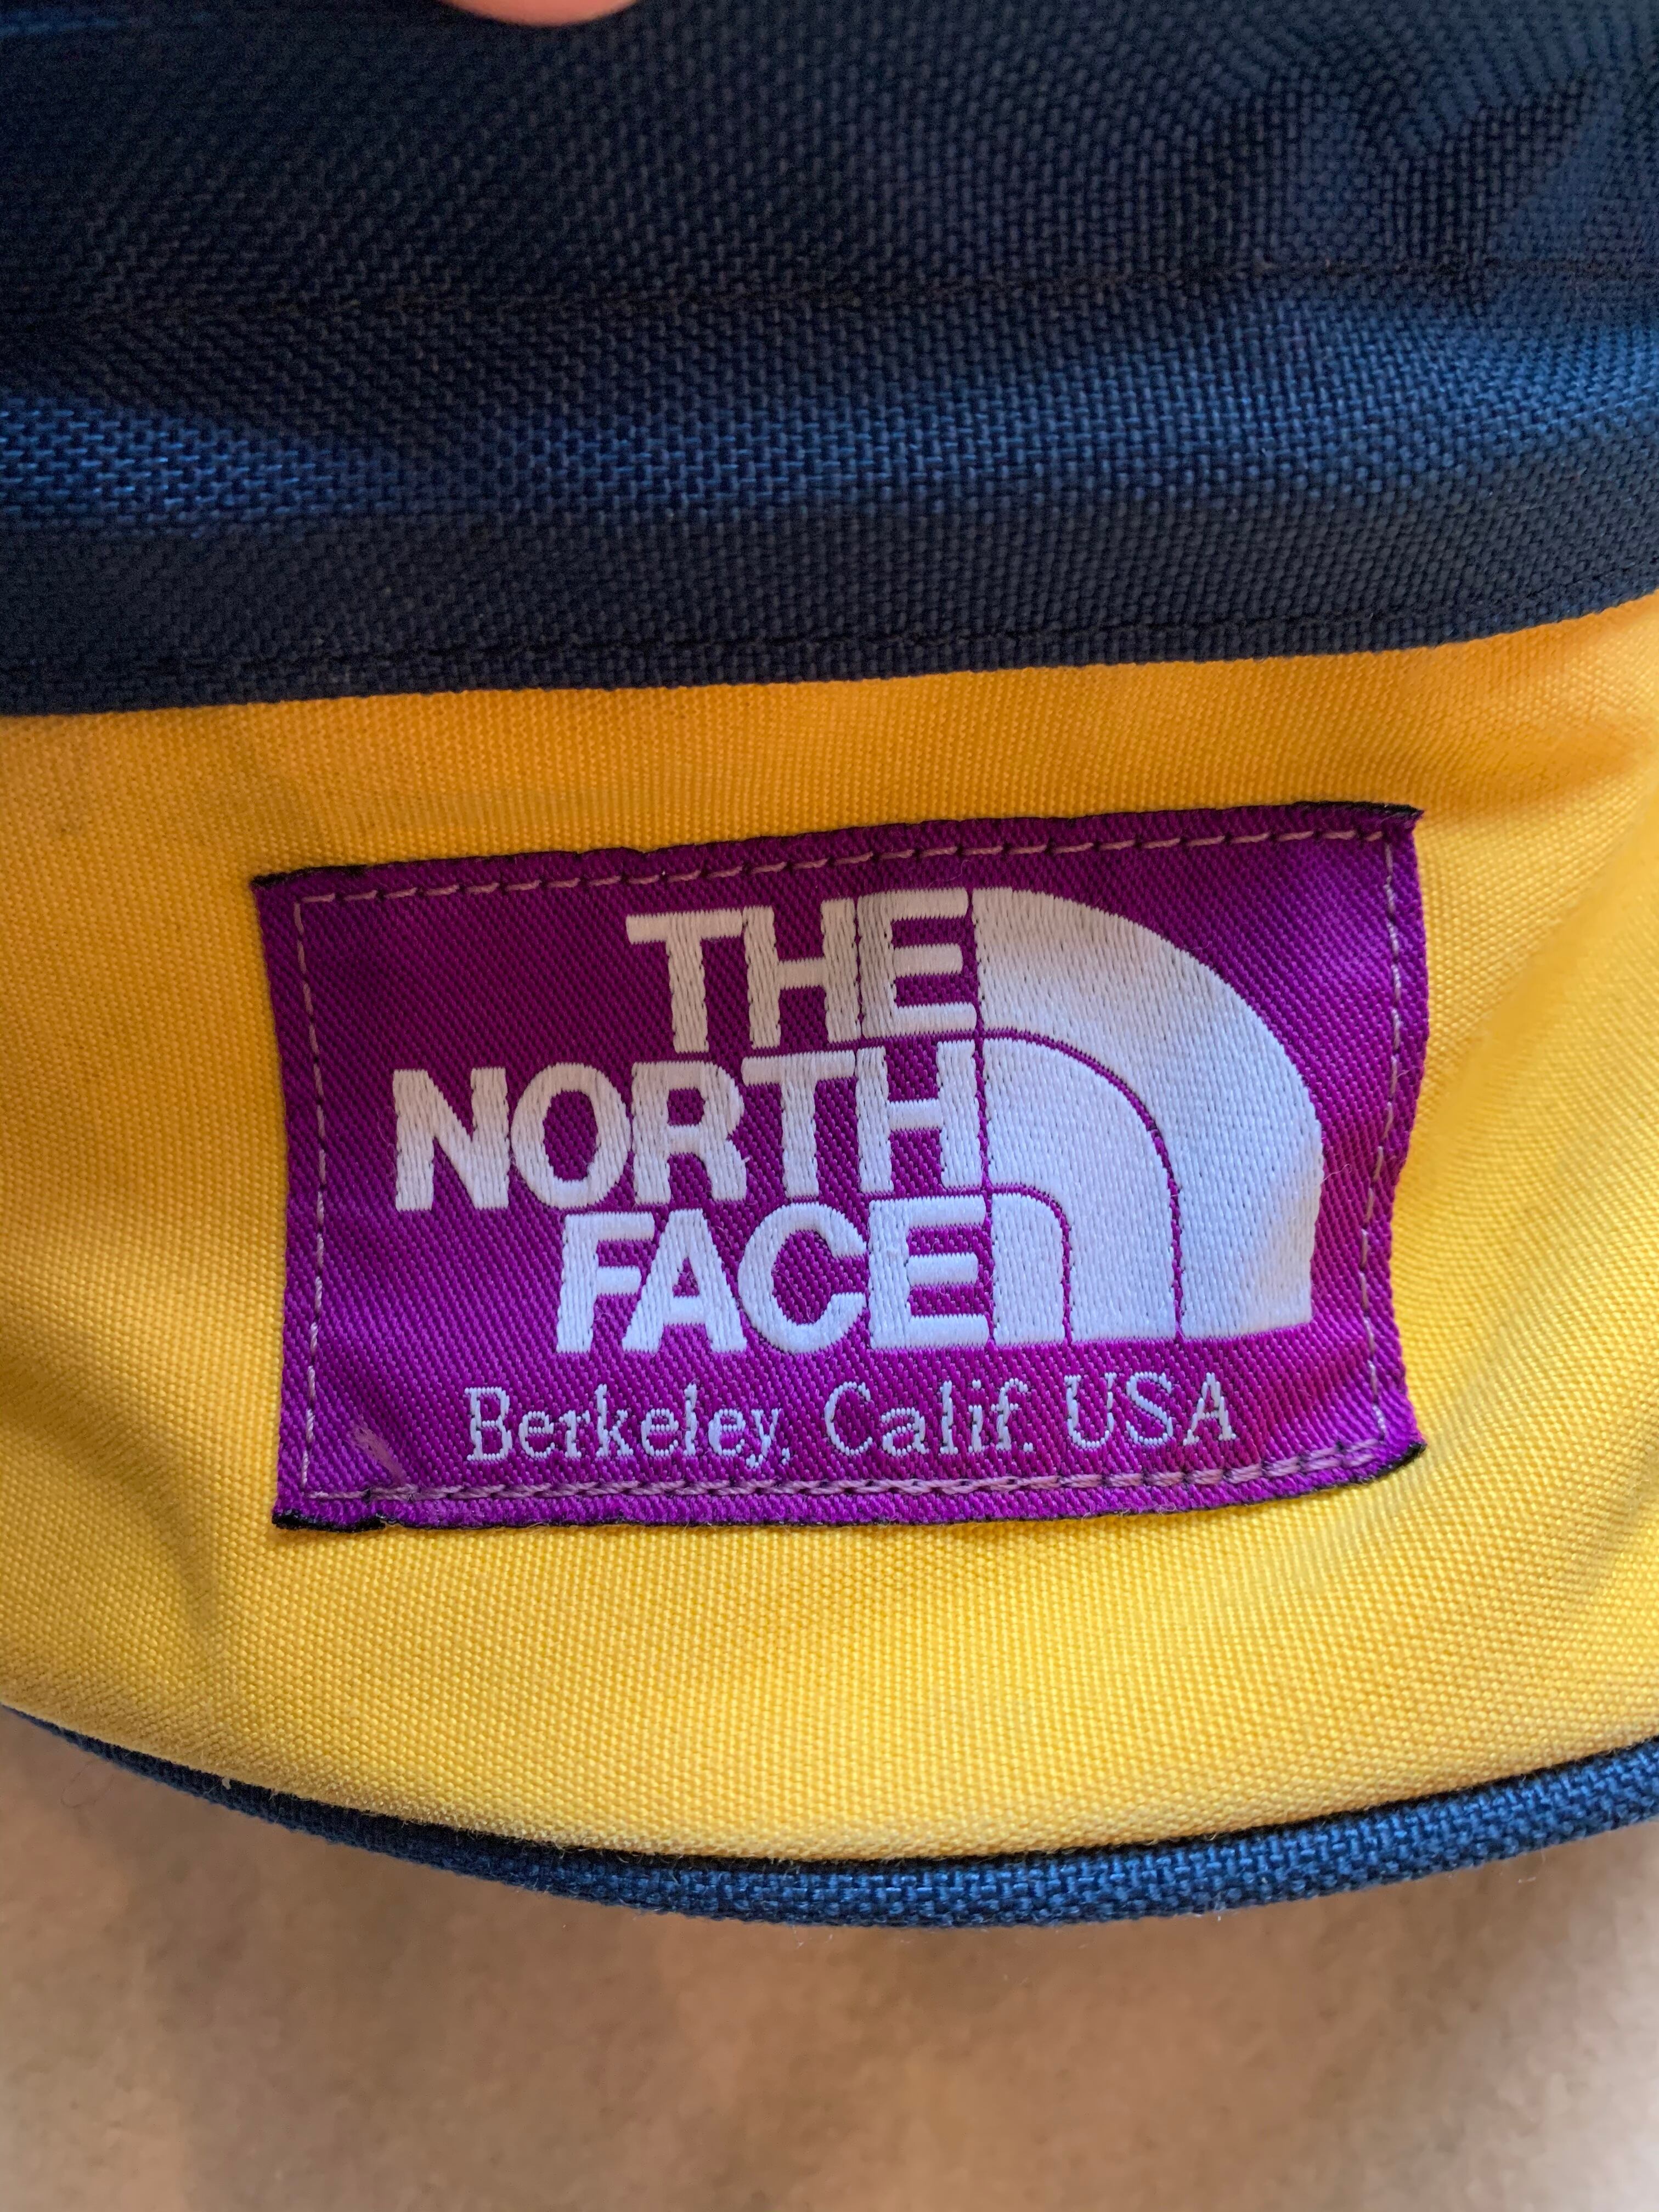 THE
NORTH
FACE
Berkeley, Calif. USA